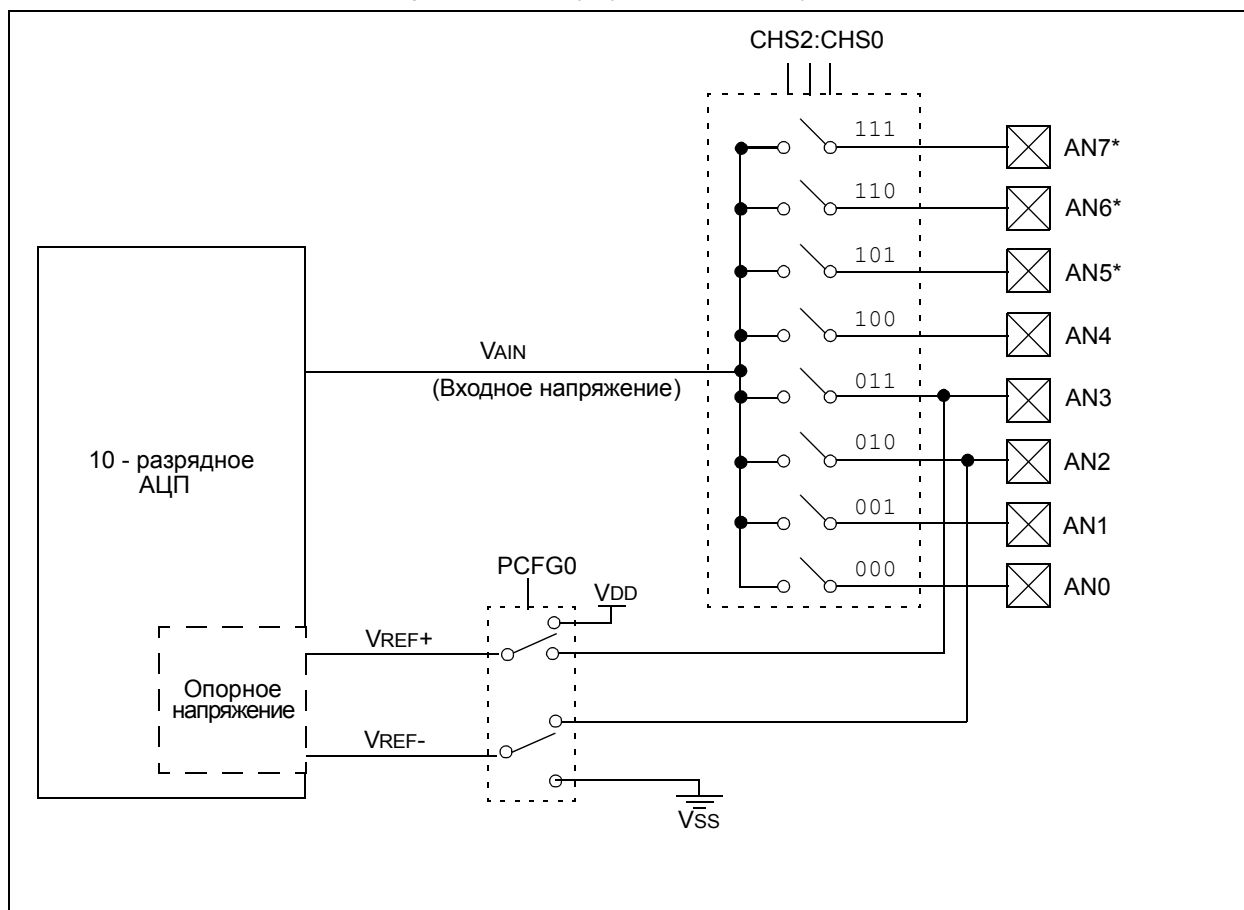 CHS2:CHS0
111
AN7*
110
AN6*
101
AN5*
100
AN4
VAIN
(Входное напряжение)
011
AN3
010
AN2
10 - разрядное
АЦП
001
AN1
000
AN0
PCFG0
VDD
VREF+
Опорное
напряжение
VREF-
VSS